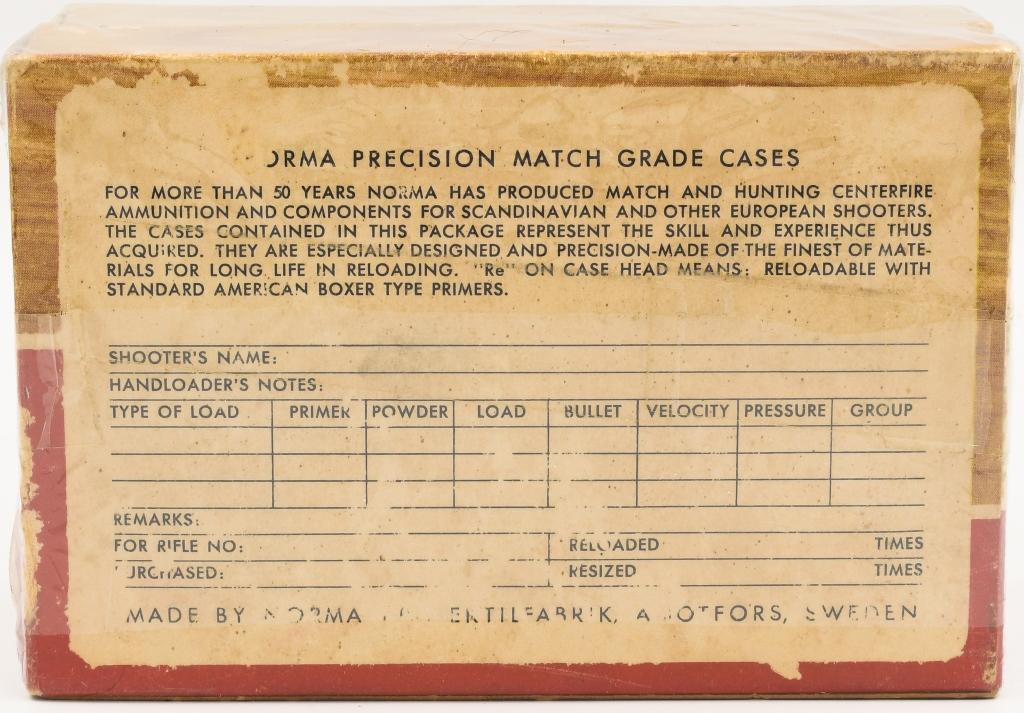 ORMA PRECISION MATCH GRADE CASES
FOR MORE THAN 50 YEARS NORMA HAS PRODUCED MATCH AND HUNTING CENTERFIRE
AMMUNITION AND COMPONENTS FOR SCANDINAVIAN AND OTHER EUROPEAN SHOOTERS.
THE CASES CONTAINED IN THIS PACKAGE REPRESENT THE SKILL AND EXPERIENCE THUS
ACQUIRED. THEY ARE ESPECIALLY DESIGNED AND PRECISION-MADE OF THE FINEST OF MATE-
RIALS FOR LONG LIFE IN RELOADING. "Re" ON CASE HEAD MEANS: RELOADABLE WITH
STANDARD AMERICAN BOXER TYPE PRIMERS.
SHOOTER'S NAME:
HANDLOADER'S NOTES:
TYPE OF LOAD PRIMER POWDER LOAD BULLET VELOCITY PRESSURE GROUP
REMARKS:
FOR RIFLE NO: RELOADED TIMES
URCHASED: RESIZED TIMES
MADE BY NORMA SWEDEN